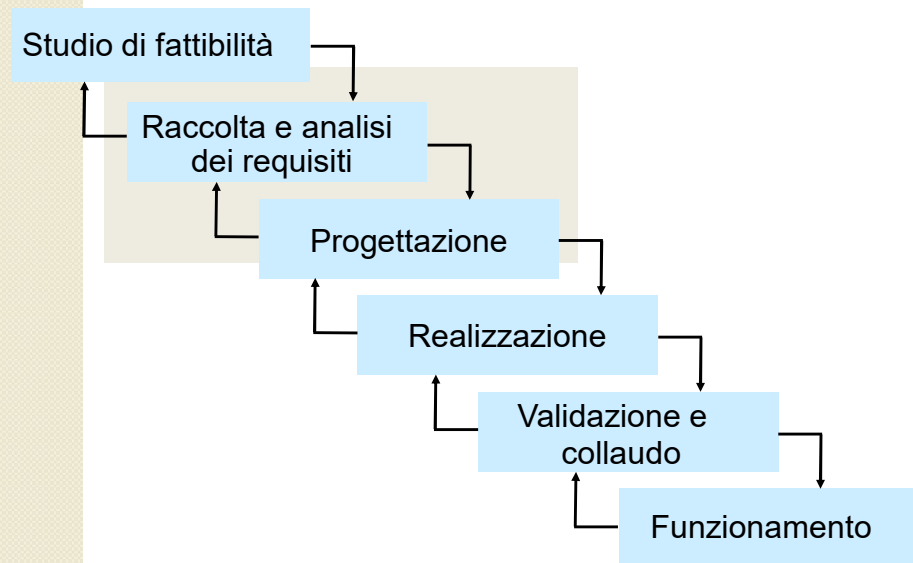 Studio di fattibilità
Raccolta e analisi
dei requisiti
Progettazione
Realizzazione
Validazione e
collaudo
Funzionamento